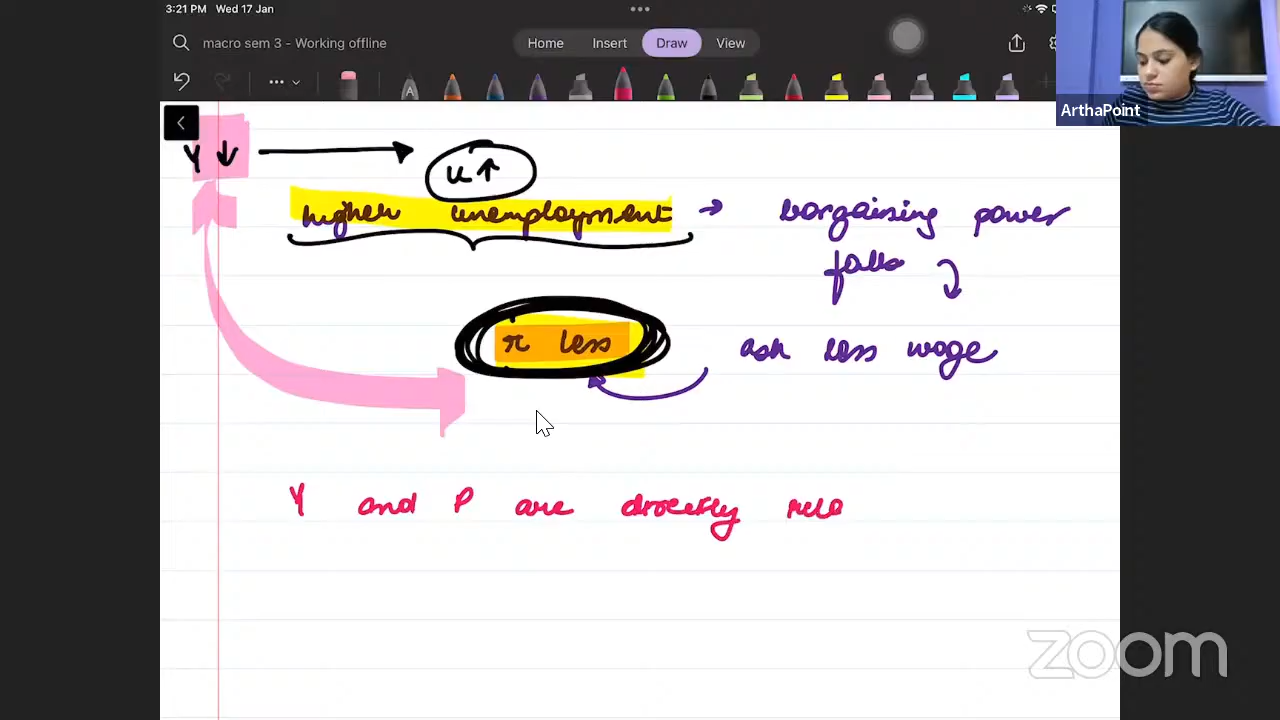 3:21 PM Wed 17 Jan
macro sem 3 - Working offline
Home Insert Draw View
ArthaPoint
Y ↓ → u ↑
higher unemployment → bargaining power
falls
π less
ask less wage
Y and P are directly rela
zoom